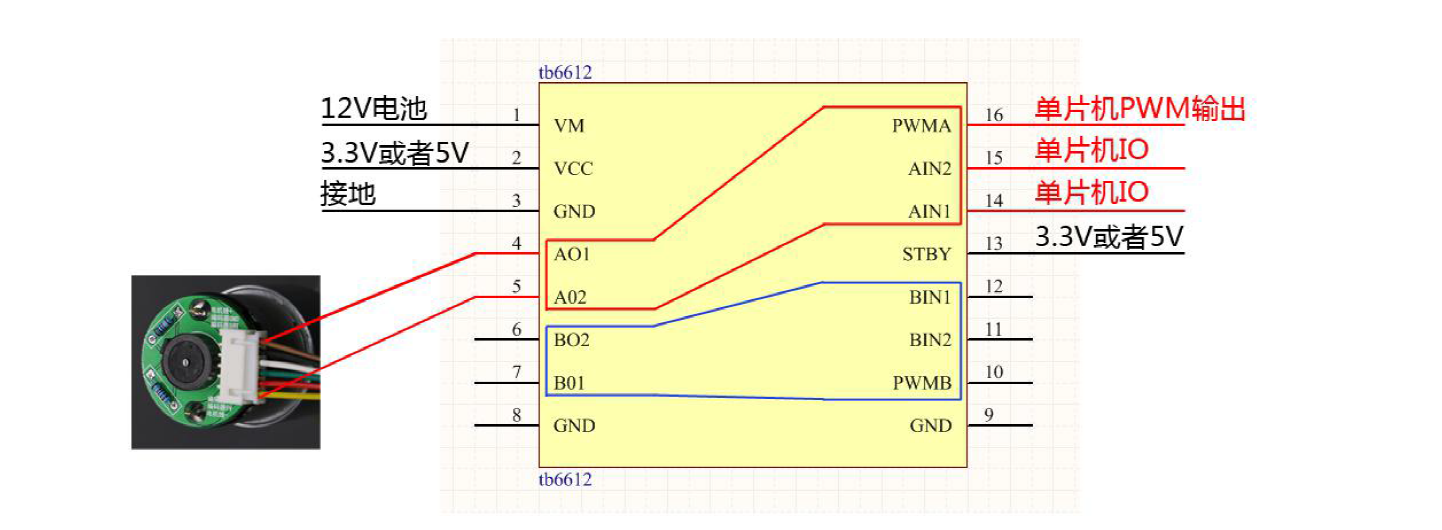 tb6612
12V电池 1 VM PWMA 16 单片机PWM输出
3.3V或者5V 2 VCC AIN2 15 单片机IO
接地 3 GND AIN1 14 单片机IO
4 AO1 STBY 13 3.3V或者5V
5 A02 BIN1 12
6 BO2 BIN2 11
7 B01 PWMB 10
8 GND GND 9
tb6612